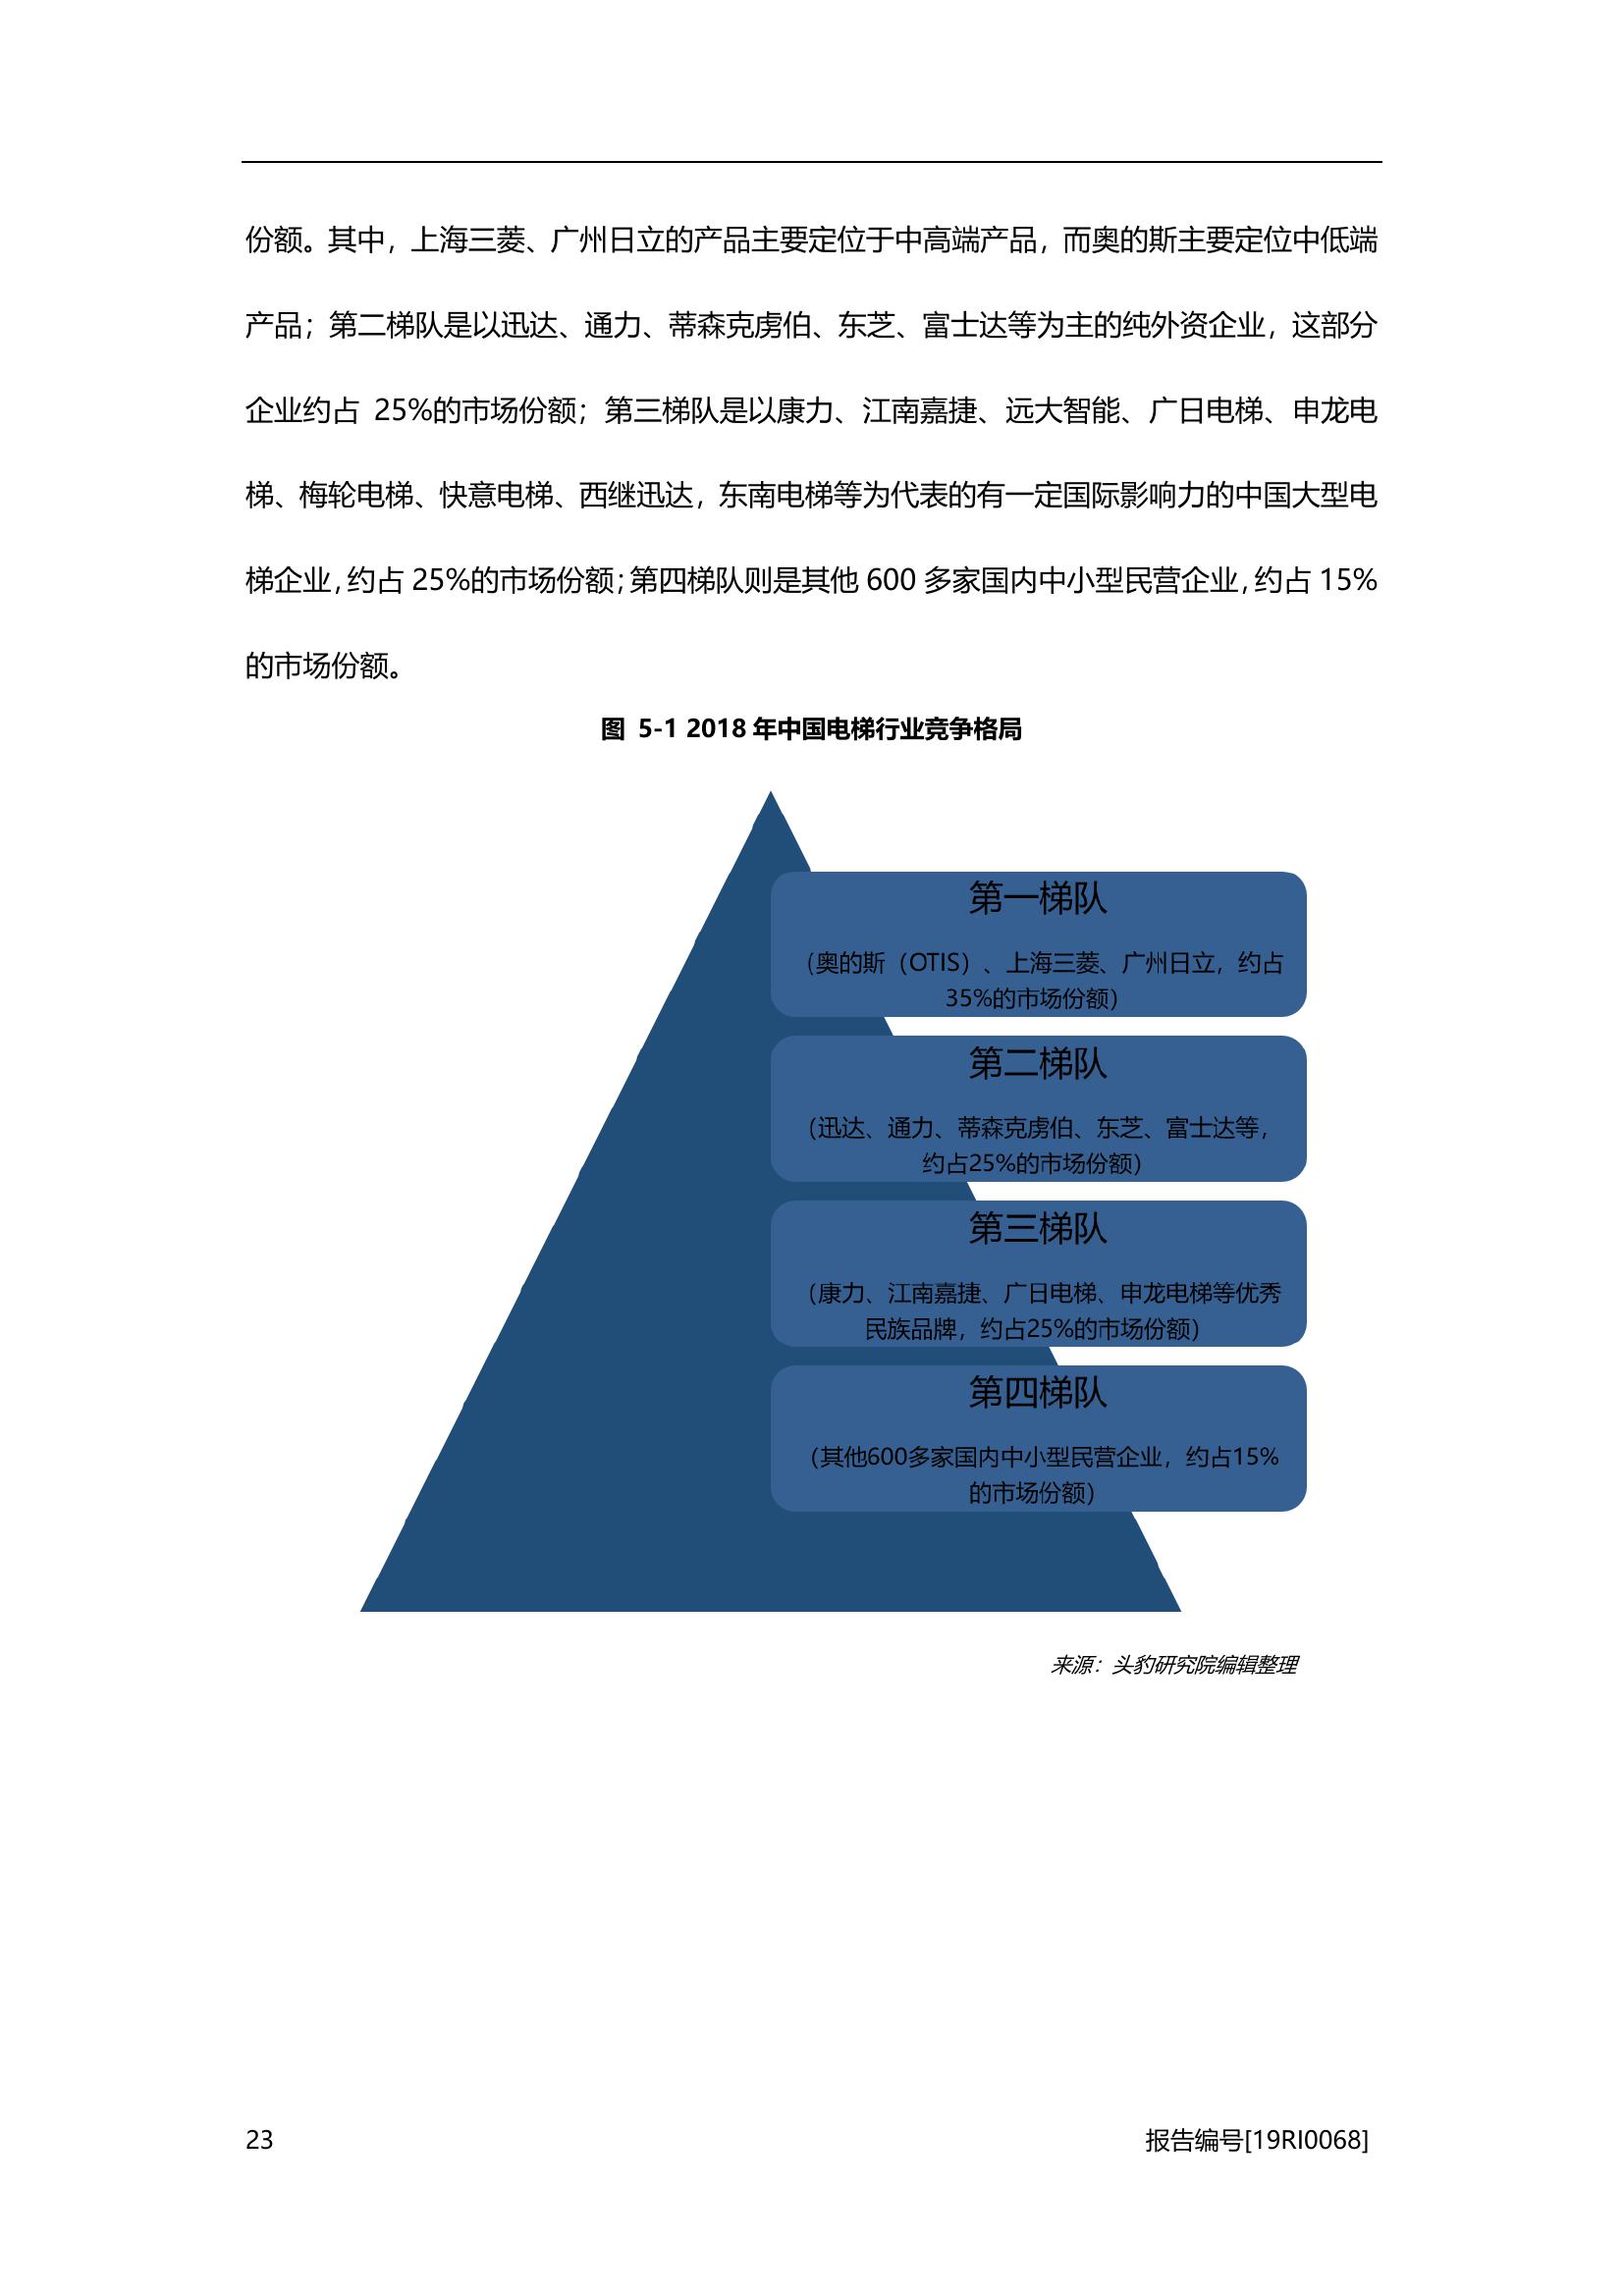 份额。其中，上海三菱、广州日立的产品主要定位于中高端产品，而奥的斯主要定位中低端
产品；第二梯队是以迅达、通力、蒂森克虏伯、东芝、富士达等为主的纯外资企业，这部分
企业约占 25%的市场份额；第三梯队是以康力、江南嘉捷、远大智能、广日电梯、申龙电
梯、梅轮电梯、快意电梯、西继迅达，东南电梯等为代表的有一定国际影响力的中国大型电
梯企业，约占 25%的市场份额；第四梯队则是其他 600 多家国内中小型民营企业，约占 15%
的市场份额。
图 5-1 2018 年中国电梯行业竞争格局
第一梯队
（奥的斯（OTIS）、上海三菱、广州日立，约占
35%的市场份额）
第二梯队
（迅达、通力、蒂森克虏伯、东芝、富士达等，
约占25%的市场份额）
第三梯队
（康力、江南嘉捷、广日电梯、申龙电梯等优秀
民族品牌，约占25%的市场份额）
第四梯队
（其他600多家国内中小型民营企业，约占15%
的市场份额）
来源：头豹研究院编辑整理
23 报告编号[19RI0068]